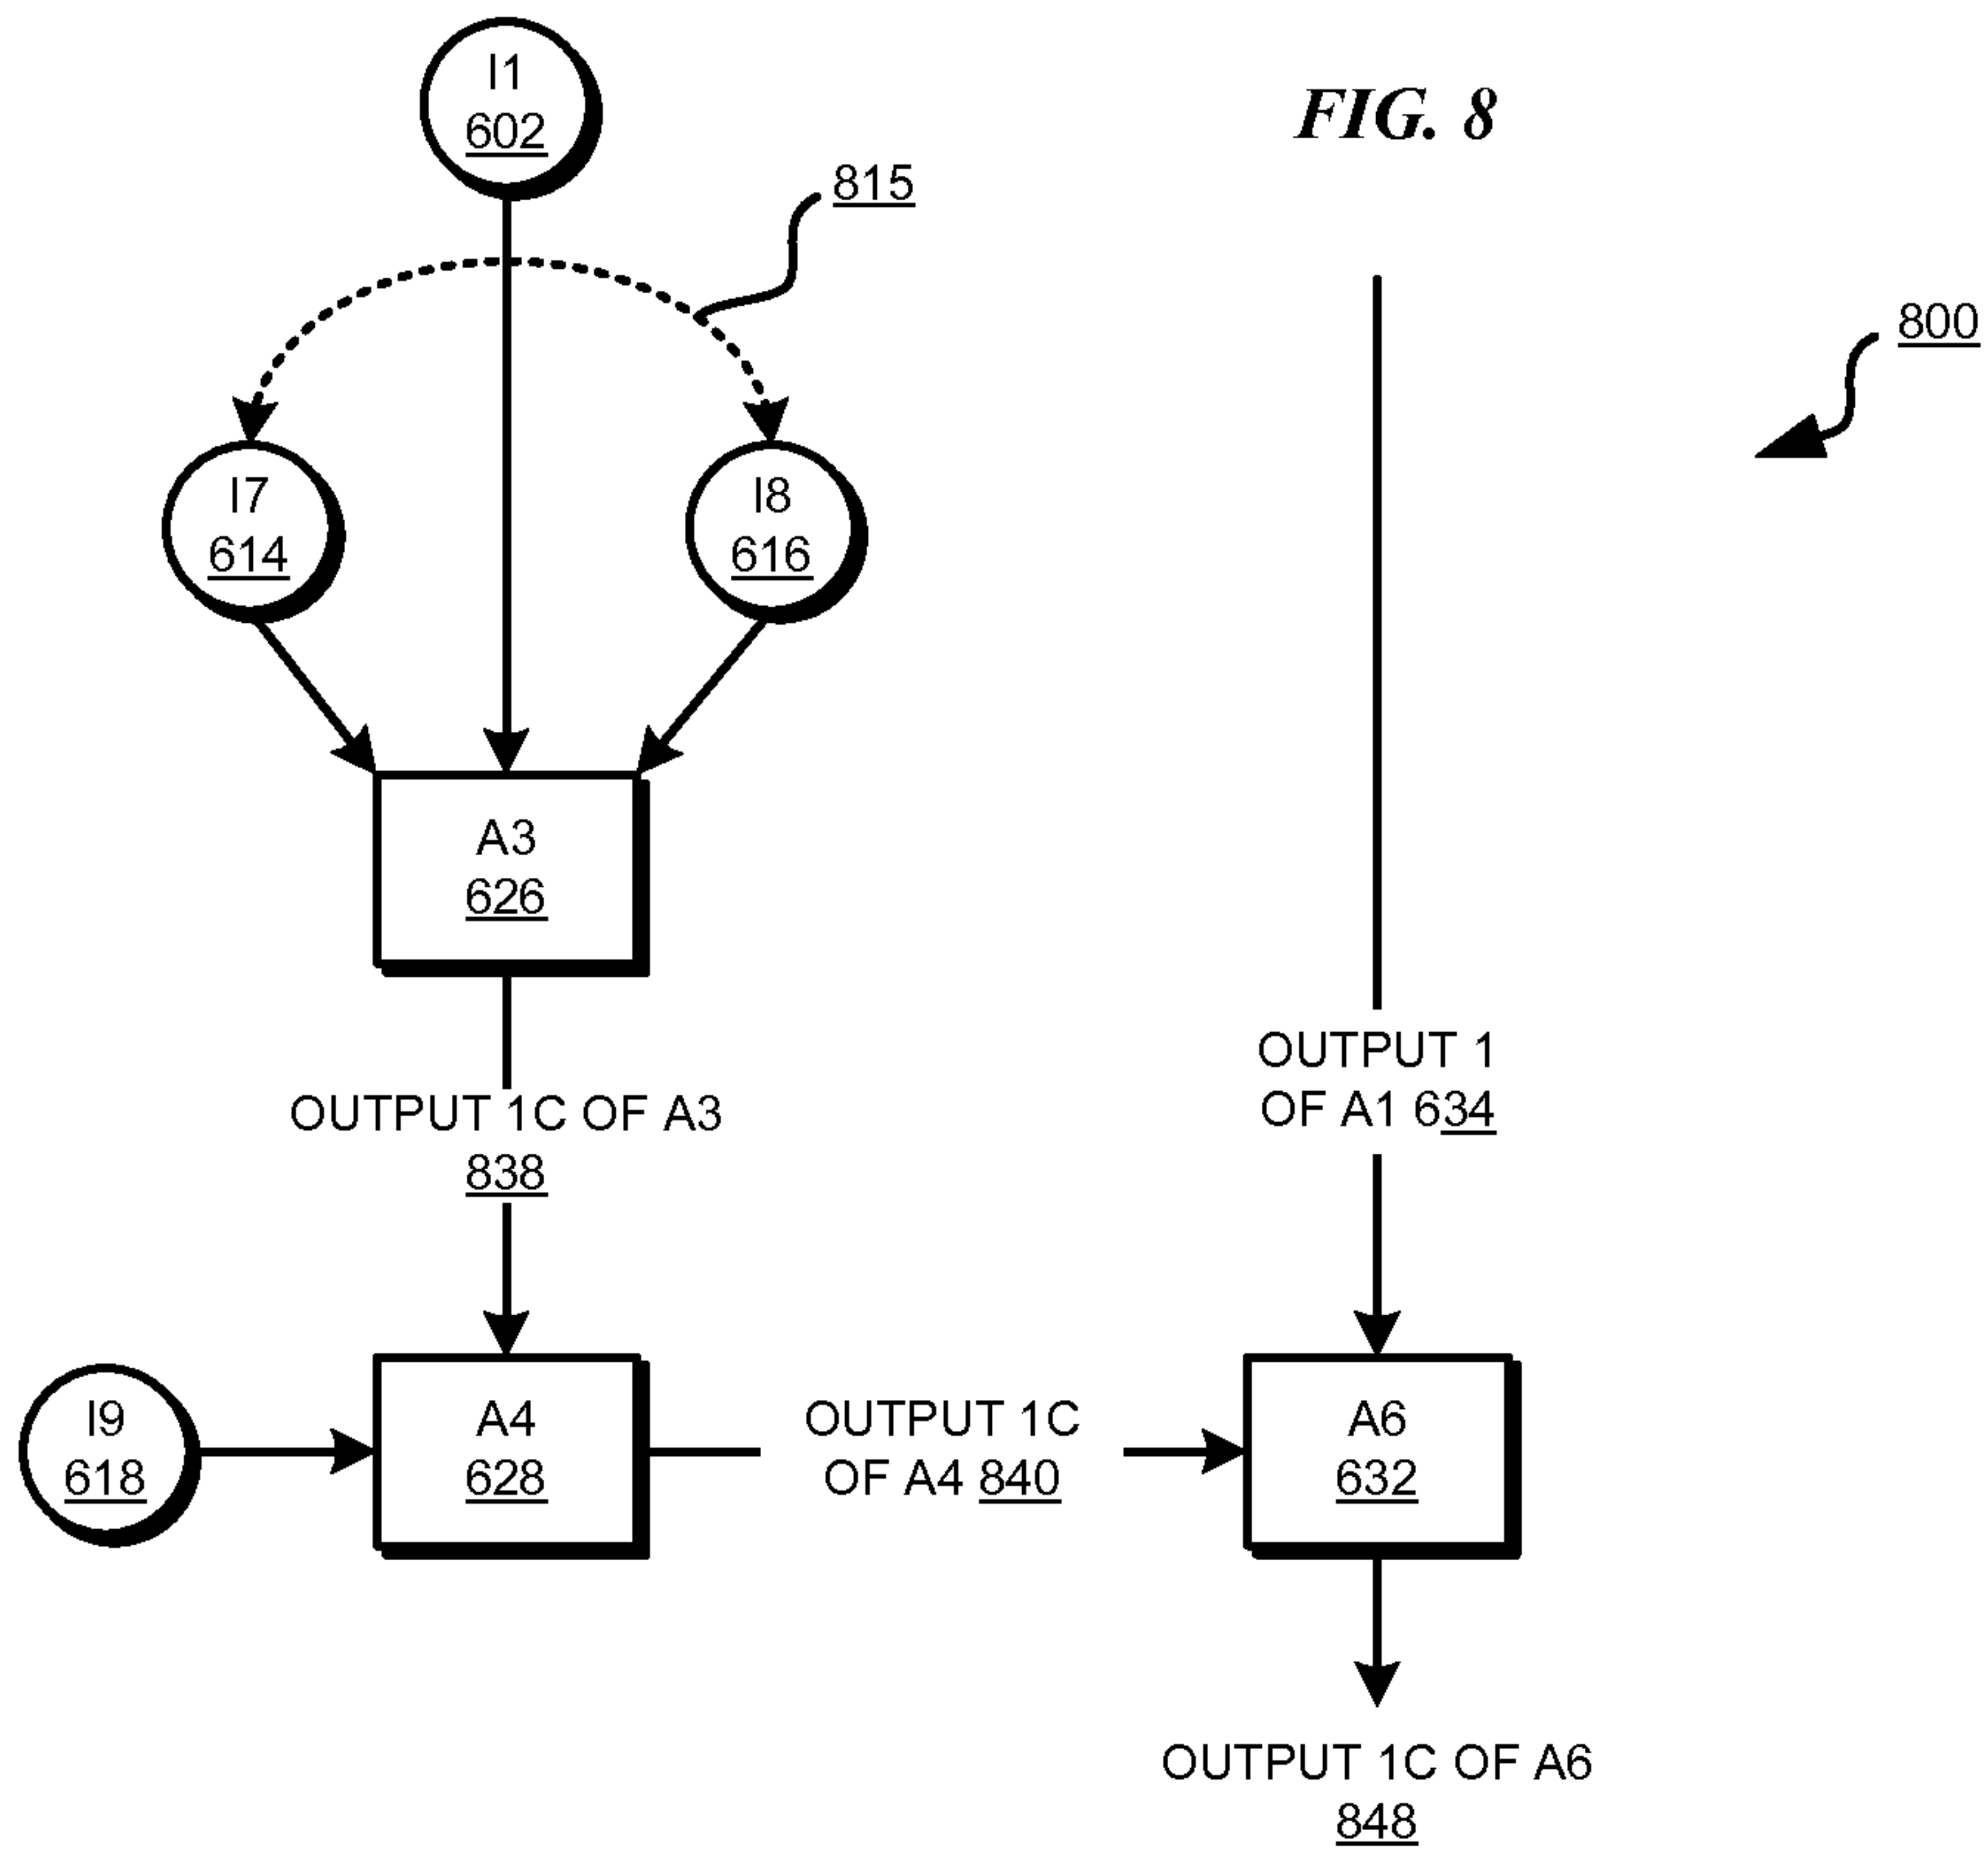 I1
602
FIG. 8
815
800
I7
614
I8
616
A3
626
OUTPUT 1C OF A3
838
OUTPUT 1
OF A1 634
I9
618
A4
628
OUTPUT 1C
OF A4 840
A6
632
OUTPUT 1C OF A6
848